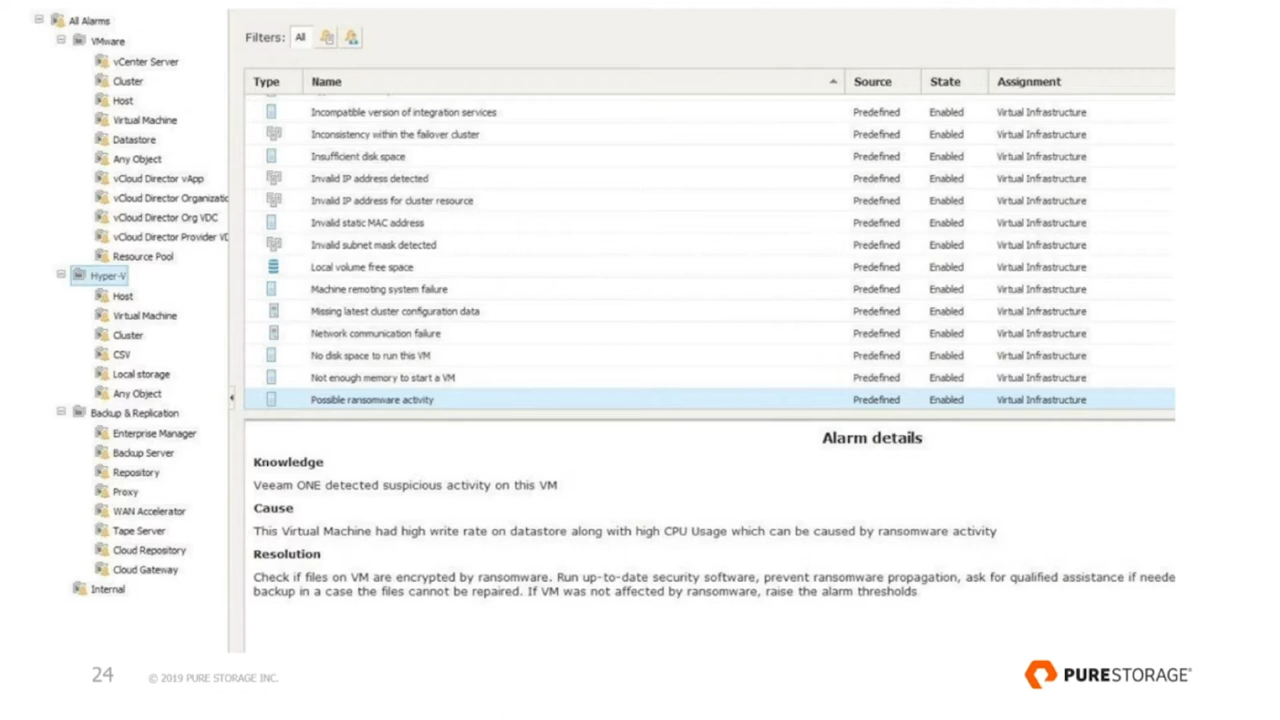 All Alarms
VMware
vCenter Server
Cluster
Host
Virtual Machine
Datastore
Any Object
vCloud Director vApp
vCloud Director Organizatic
vCloud Director Org VDC
vCloud Director Provider VD
Resource Pool
Hyper-V
Host
Virtual Machine
Cluster
CSV
Local storage
Any Object
Backup & Replication
Enterprise Manager
Backup Server
Repository
Proxy
WAN Accelerator
Tape Server
Cloud Repository
Cloud Gateway
Internal
Filters: All
Type Name Source State Assignment
Incompatible version of integration services Predefined Enabled Virtual Infrastructure
Inconsistency within the failover cluster Predefined Enabled Virtual Infrastructure
Insufficient disk space Predefined Enabled Virtual Infrastructure
Invalid IP address detected Predefined Enabled Virtual Infrastructure
Invalid IP address for cluster resource Predefined Enabled Virtual Infrastructure
Invalid static MAC address Predefined Enabled Virtual Infrastructure
Invalid subnet mask detected Predefined Enabled Virtual Infrastructure
Local volume free space Predefined Enabled Virtual Infrastructure
Machine remoting system failure Predefined Enabled Virtual Infrastructure
Missing latest cluster configuration data Predefined Enabled Virtual Infrastructure
Network communication failure Predefined Enabled Virtual Infrastructure
No disk space to run this VM Predefined Enabled Virtual Infrastructure
Not enough memory to start a VM Predefined Enabled Virtual Infrastructure
Possible ransomware activity Predefined Enabled Virtual Infrastructure
Alarm details
Knowledge
Veeam ONE detected suspicious activity on this VM
Cause
This Virtual Machine had high write rate on datastore along with high CPU Usage which can be caused by ransomware activity
Resolution
Check if files on VM are encrypted by ransomware. Run up-to-date security software, prevent ransomware propagation, ask for qualified assistance if neede
backup in a case the files cannot be repaired. If VM was not affected by ransomware, raise the alarm thresholds
24 © 2019 PURE STORAGE INC.
PURESTORAGE®